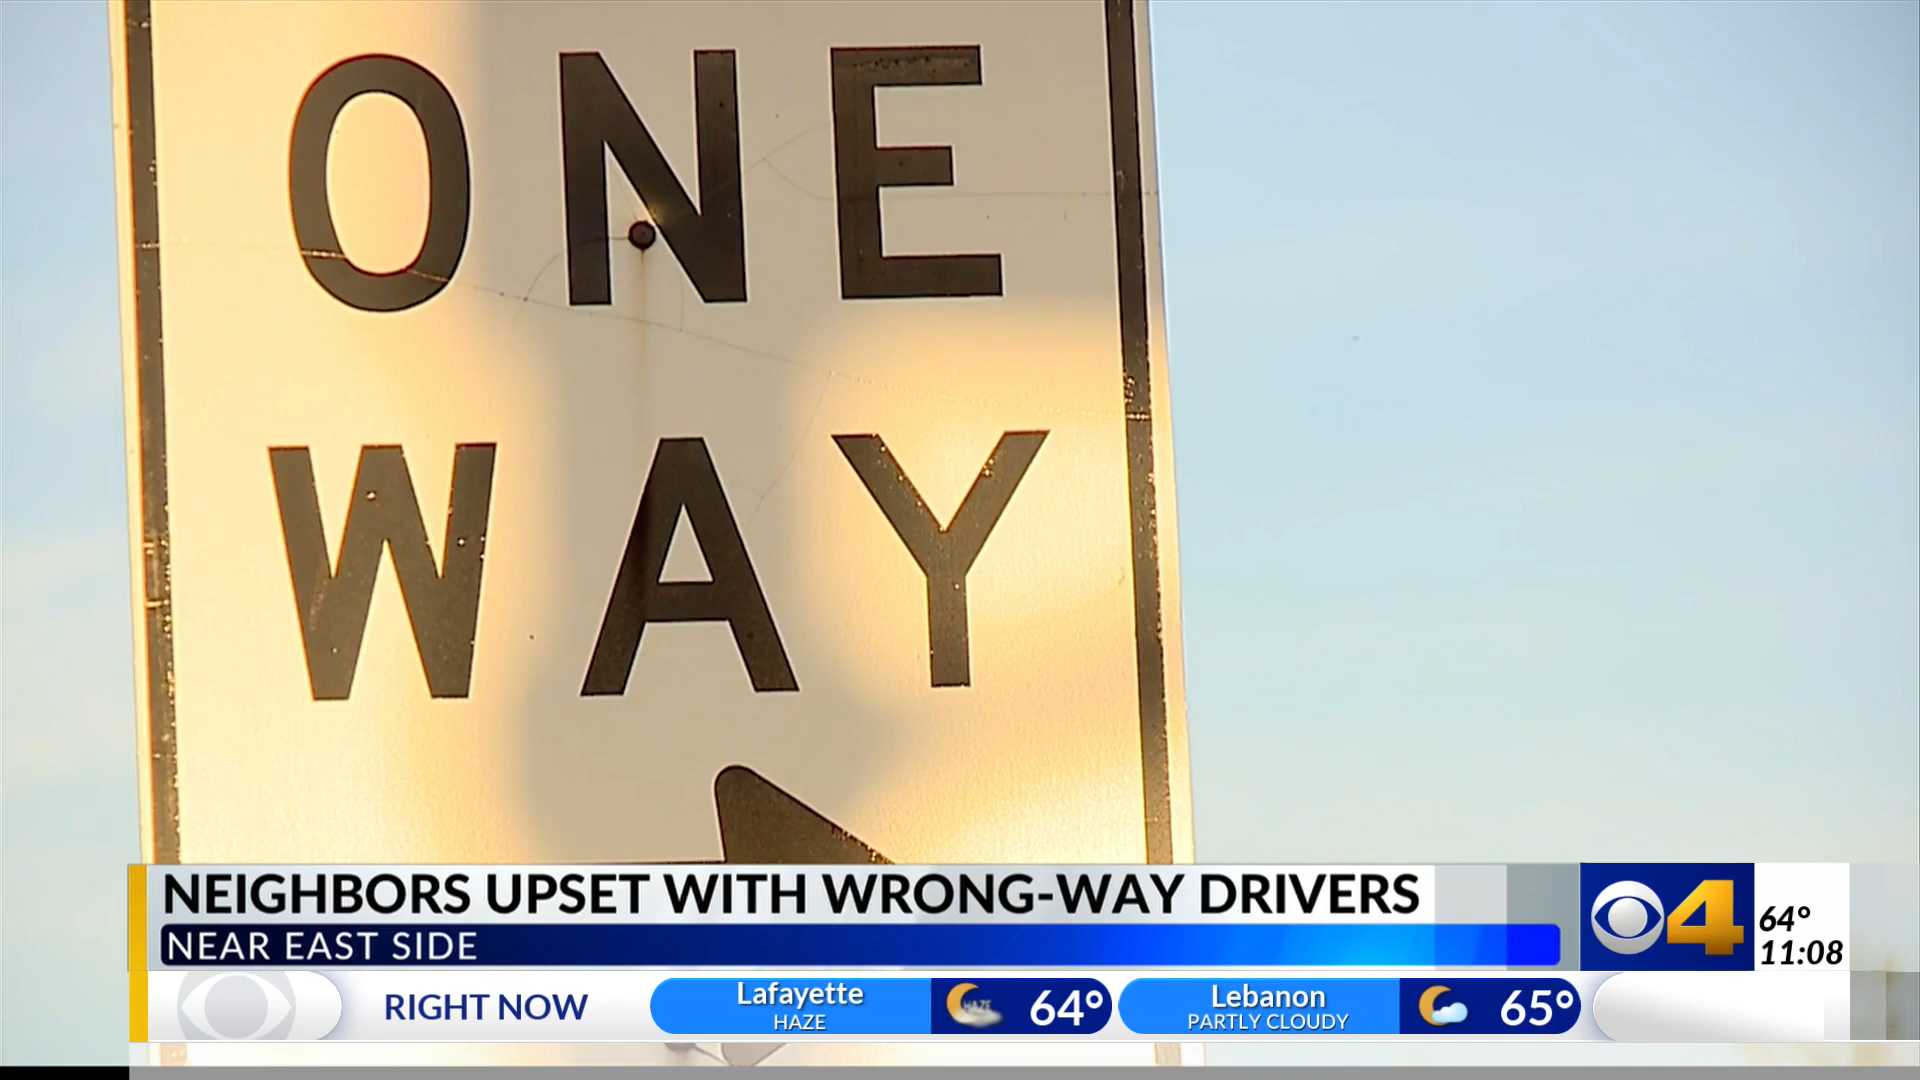 ONE
WAY
NEIGHBORS UPSET WITH WRONG-WAY DRIVERS
NEAR EAST SIDE
4
64°
11:08
RIGHT NOW
Lafayette
HAZE
HAZE
64°
Lebanon
PARTLY CLOUDY
65°